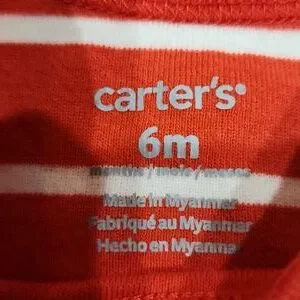 carter's
6m
months / mois / meses
Made in Myanmar
Fabriqué au Myanmar
Hecho en Myanmar